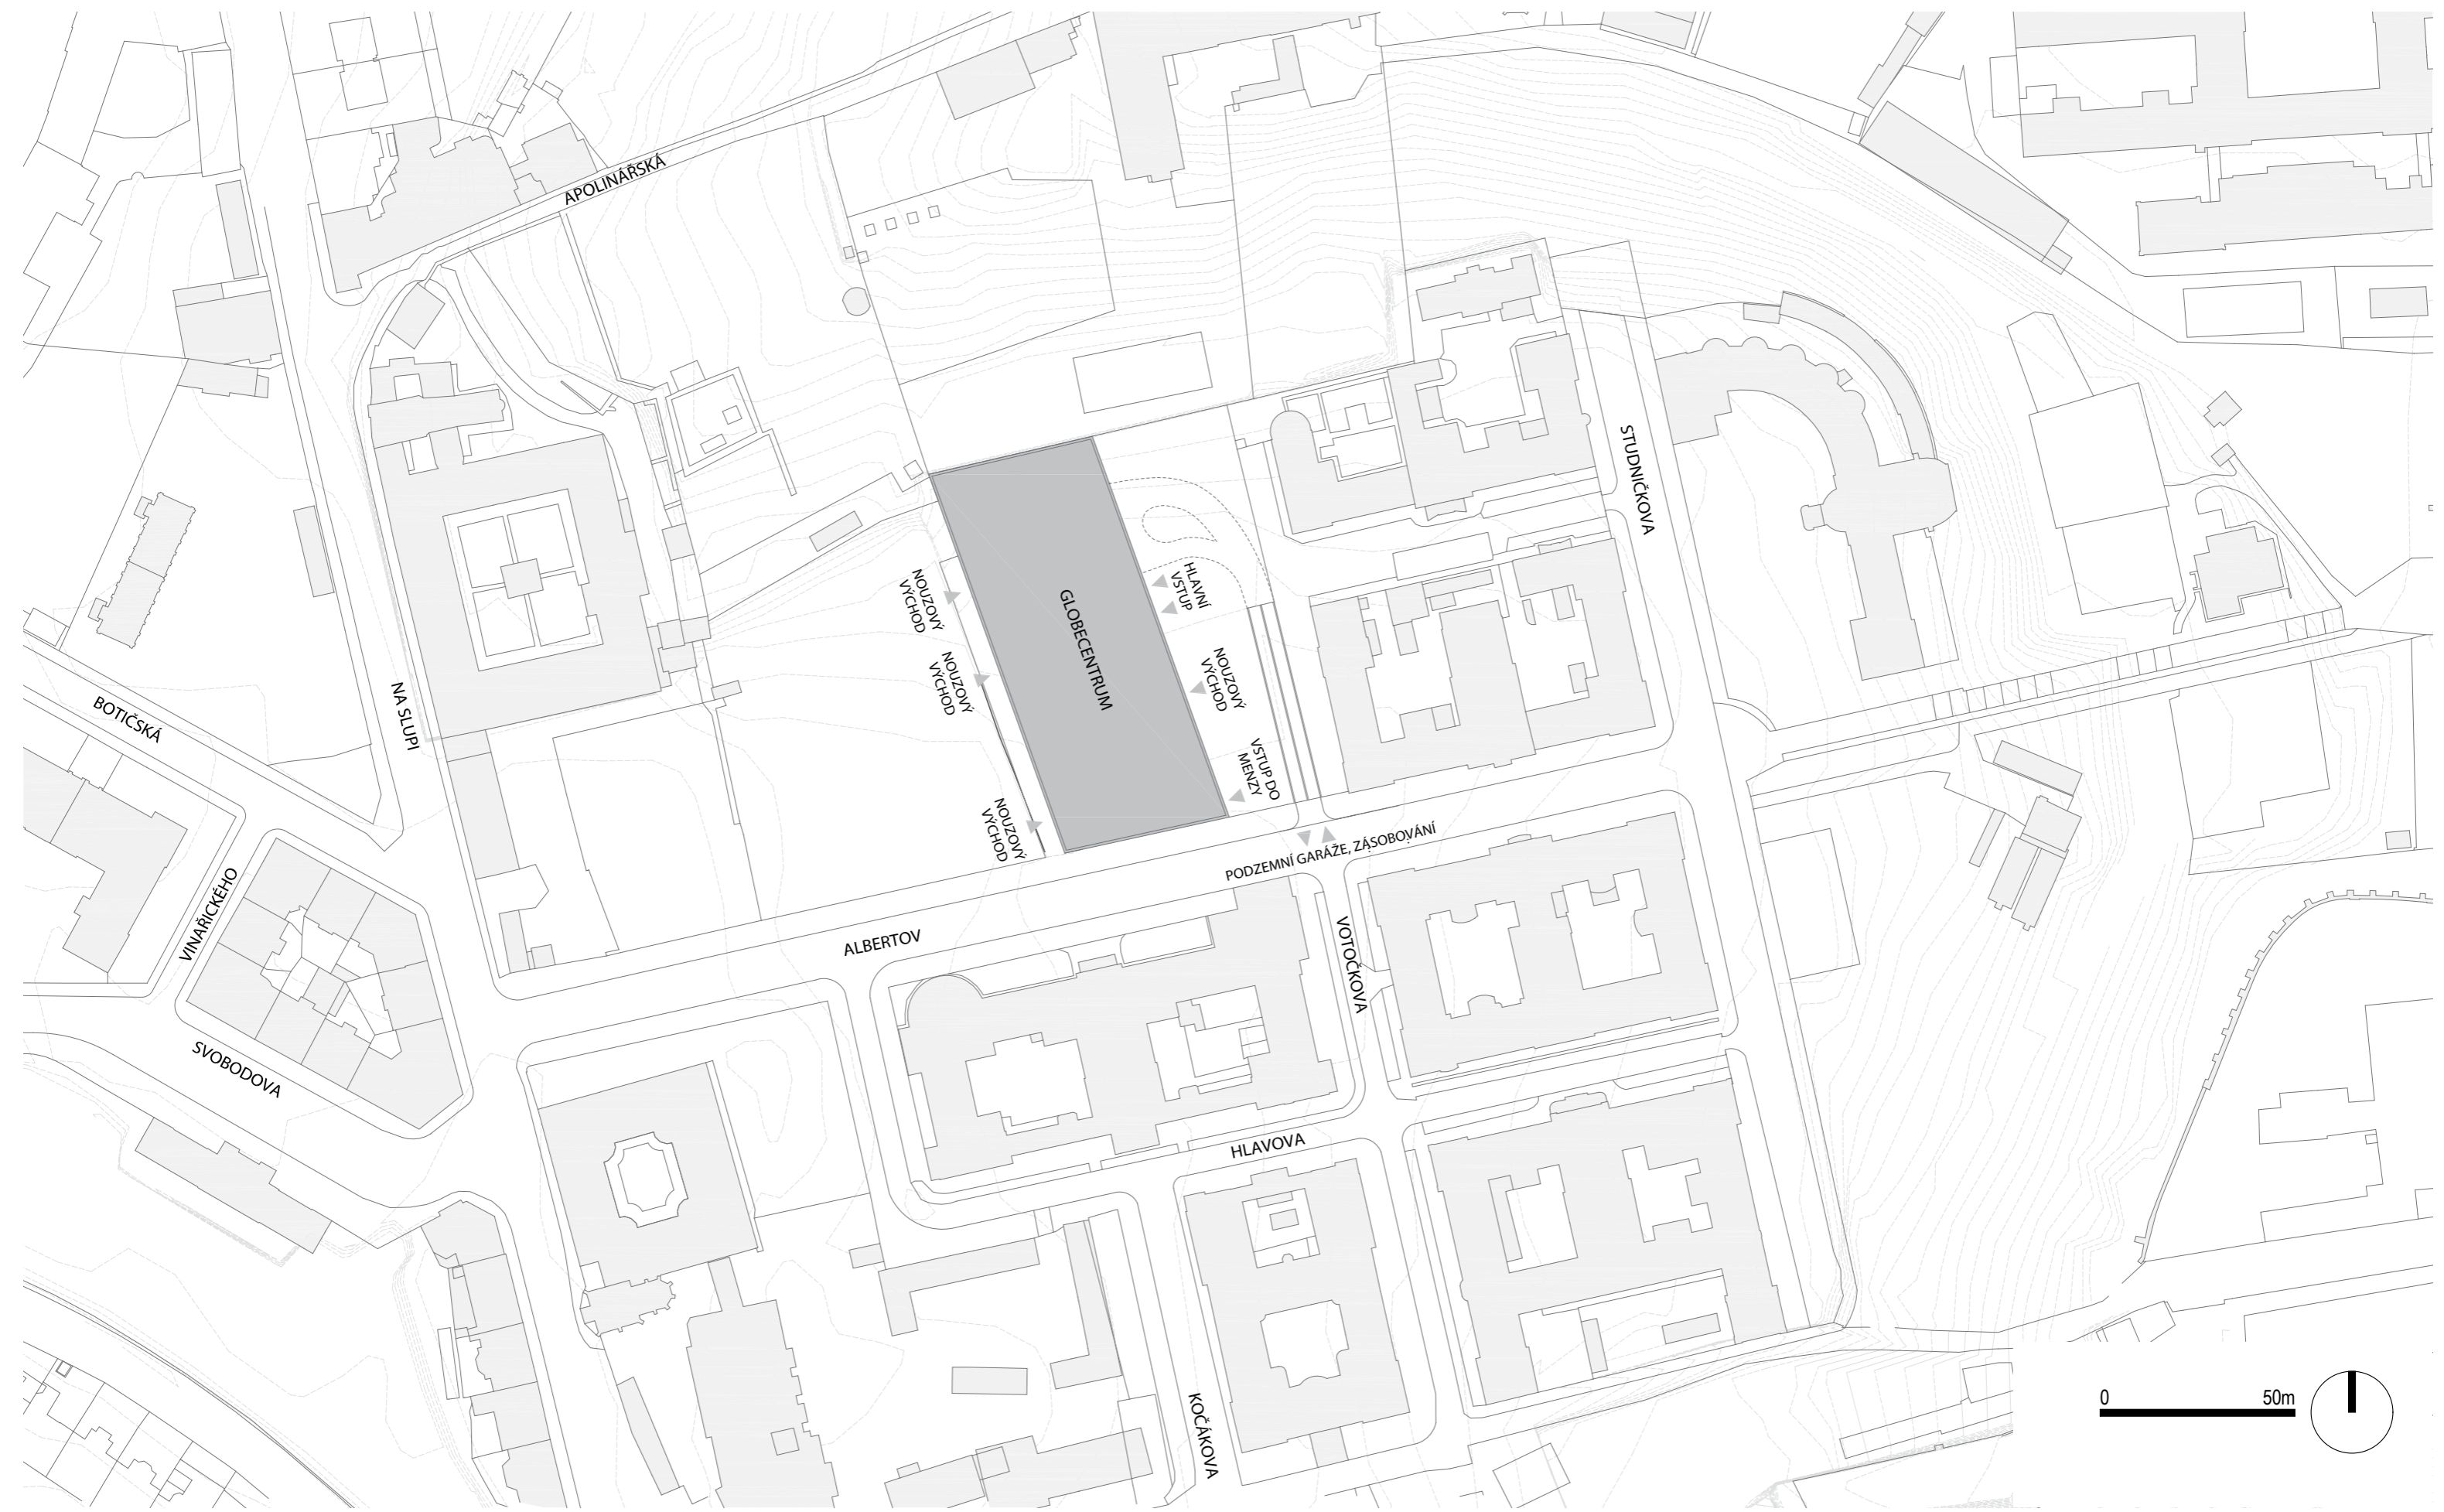 APOLINÁŘSKÁ
STUDNIČKOVA
HLAVNÍ
VSTUP
NOUZOVÝ
VÝCHOD
GLOBECENTRUM
NOUZOVÝ
VÝCHOD
NOUZOVÝ
VÝCHOD
BOTIČSKÁ
NA SLUPI
VSTUP DO
MENZY
NOUZOVÝ
VÝCHOD
PODZEMNÍ GARÁŽE, ZÁSOBOVÁNÍ
VINAŘICKÉHO
ALBERTOV
VOTOČKOVA
SVOBODOVA
HLAVOVA
KOČÁKOVA
0 50m